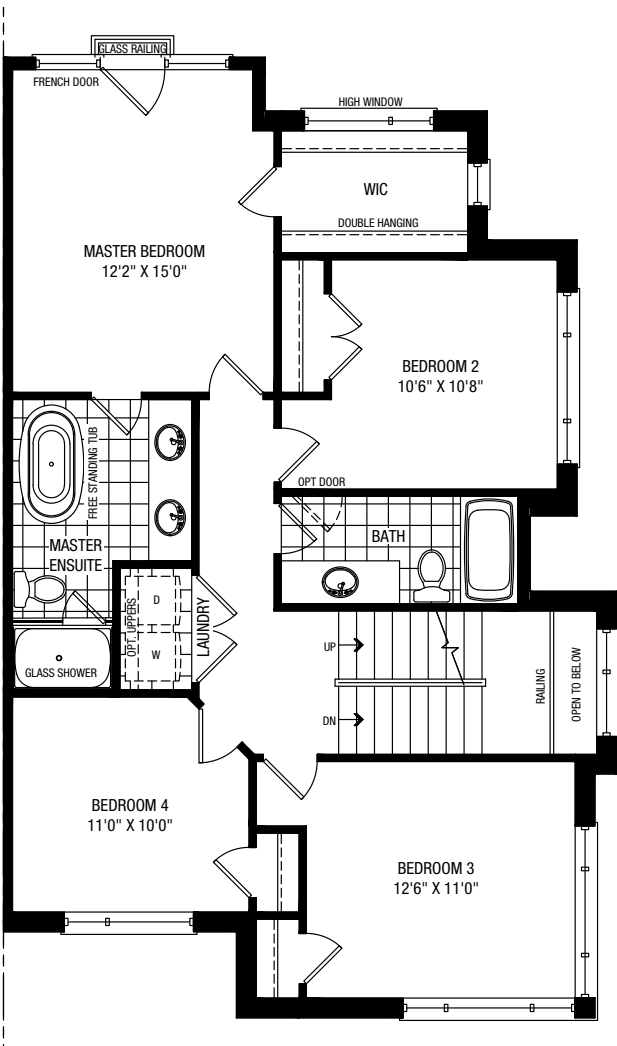 GLASS RAILING
FRENCH DOOR
HIGH WINDOW
WIC
DOUBLE HANGING
MASTER BEDROOM
12'2" X 15'0"
BEDROOM 2
10'6" X 10'8"
OPT DOOR
FREE STANDING TUB
MASTER
ENSUITE
BATH
OPT. UPPERS
D
W
LAUNDRY
GLASS SHOWER
UP
DN
RAILING
OPEN TO BELOW
BEDROOM 4
11'0" X 10'0"
BEDROOM 3
12'6" X 11'0"